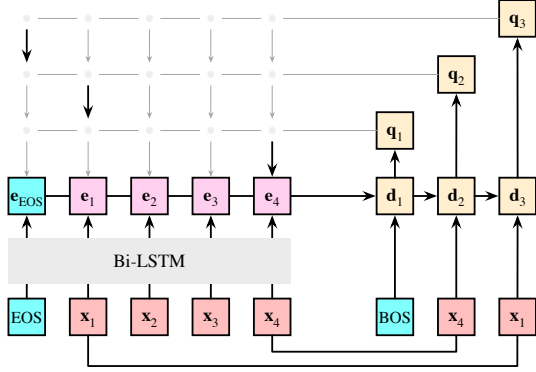 q3
q2
q1
eEOS e1 e2 e3 e4 d1 d2 d3
Bi-LSTM
EOS x1 x2 x3 x4 BOS x4 x1